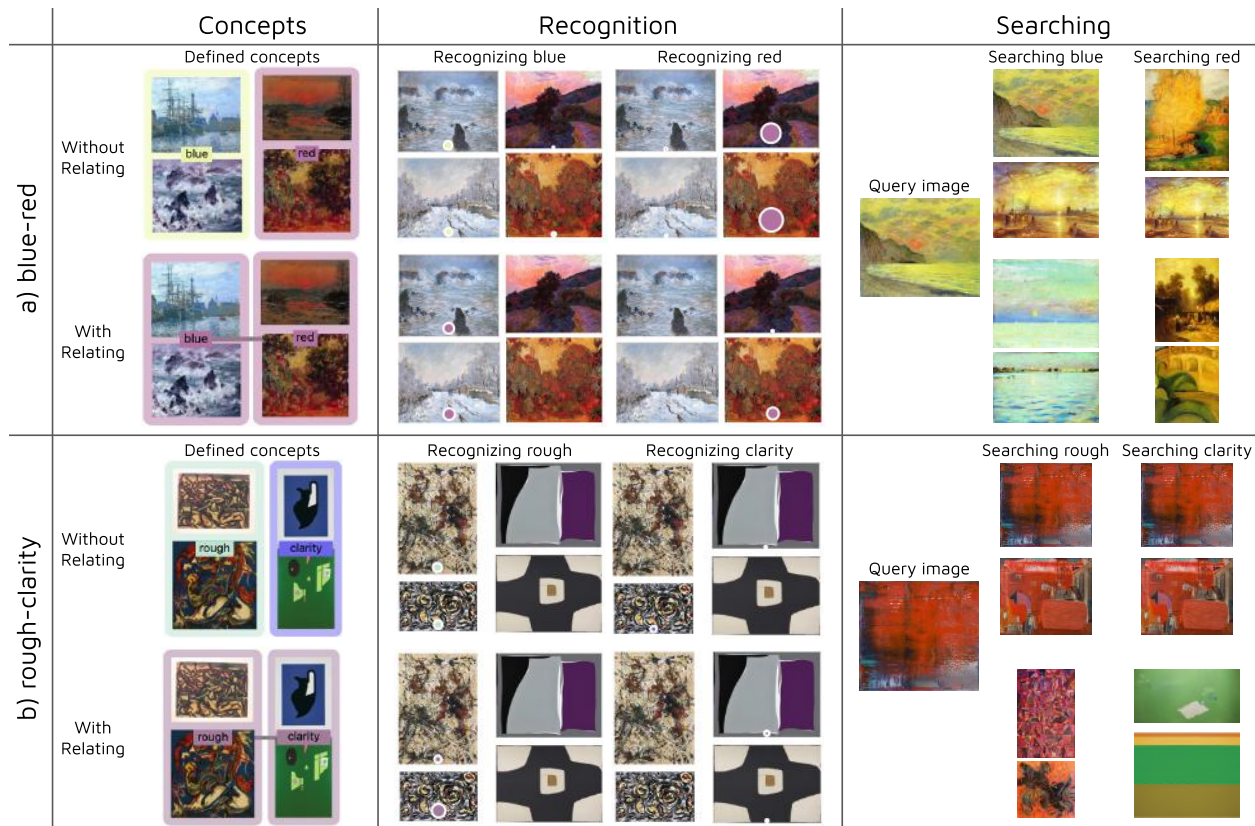 Concepts
Recognition
Searching
a) blue-red
Defined concepts
Recognizing blue
Recognizing red
Searching blue
Searching red
Without
Relating
blue
red
Query image
With
Relating
blue
red
b) rough-clarity
Defined concepts
Recognizing rough
Recognizing clarity
Searching rough
Searching clarity
Without
Relating
rough
clarity
Query image
With
Relating
rough
clarity